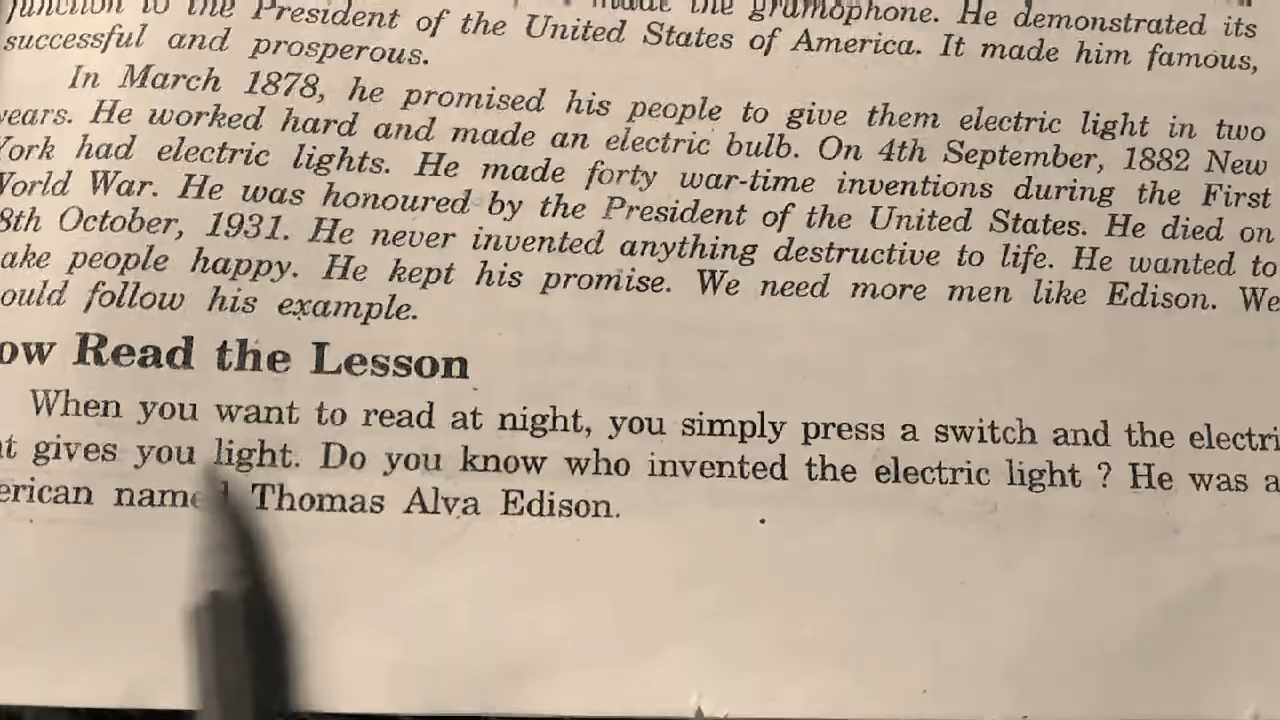 junction to the President of the United States of America. It made him famous,
made the gramophone. He demonstrated its
successful and prosperous.
In March 1878, he promised his people to give them electric light in two
years. He worked hard and made an electric bulb. On 4th September, 1882 New
York had electric lights. He made forty war-time inventions during the First
World War. He was honoured by the President of the United States. He died on
8th October, 1931. He never invented anything destructive to life. He wanted to
ake people happy. He kept his promise. We need more men like Edison. We
ould follow his example.
ow Read the Lesson
When you want to read at night, you simply press a switch and the electri
t gives you light. Do you know who invented the electric light ? He was a
erican named Thomas Alva Edison.